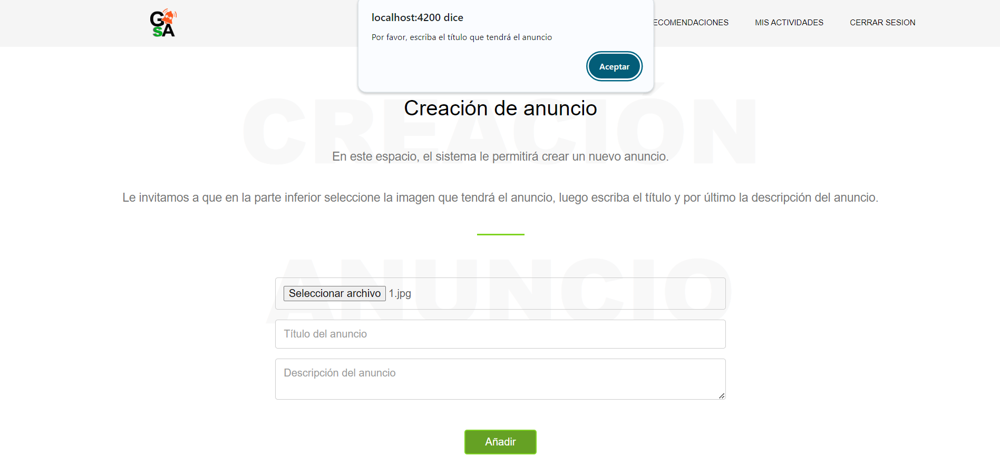 GSA
localhost:4200 dice
Por favor, escriba el título que tendrá el anuncio
Aceptar
ECOMENDACIONES
MIS ACTIVIDADES
CERRAR SESION
CREACIÓN
Creación de anuncio
En este espacio, el sistema le permitirá crear un nuevo anuncio.
Le invitamos a que en la parte inferior seleccione la imagen que tendrá el anuncio, luego escriba el título y por último la descripción del anuncio.
ANUNCIO
Seleccionar archivo 1.jpg
Título del anuncio
Descripción del anuncio
Añadir